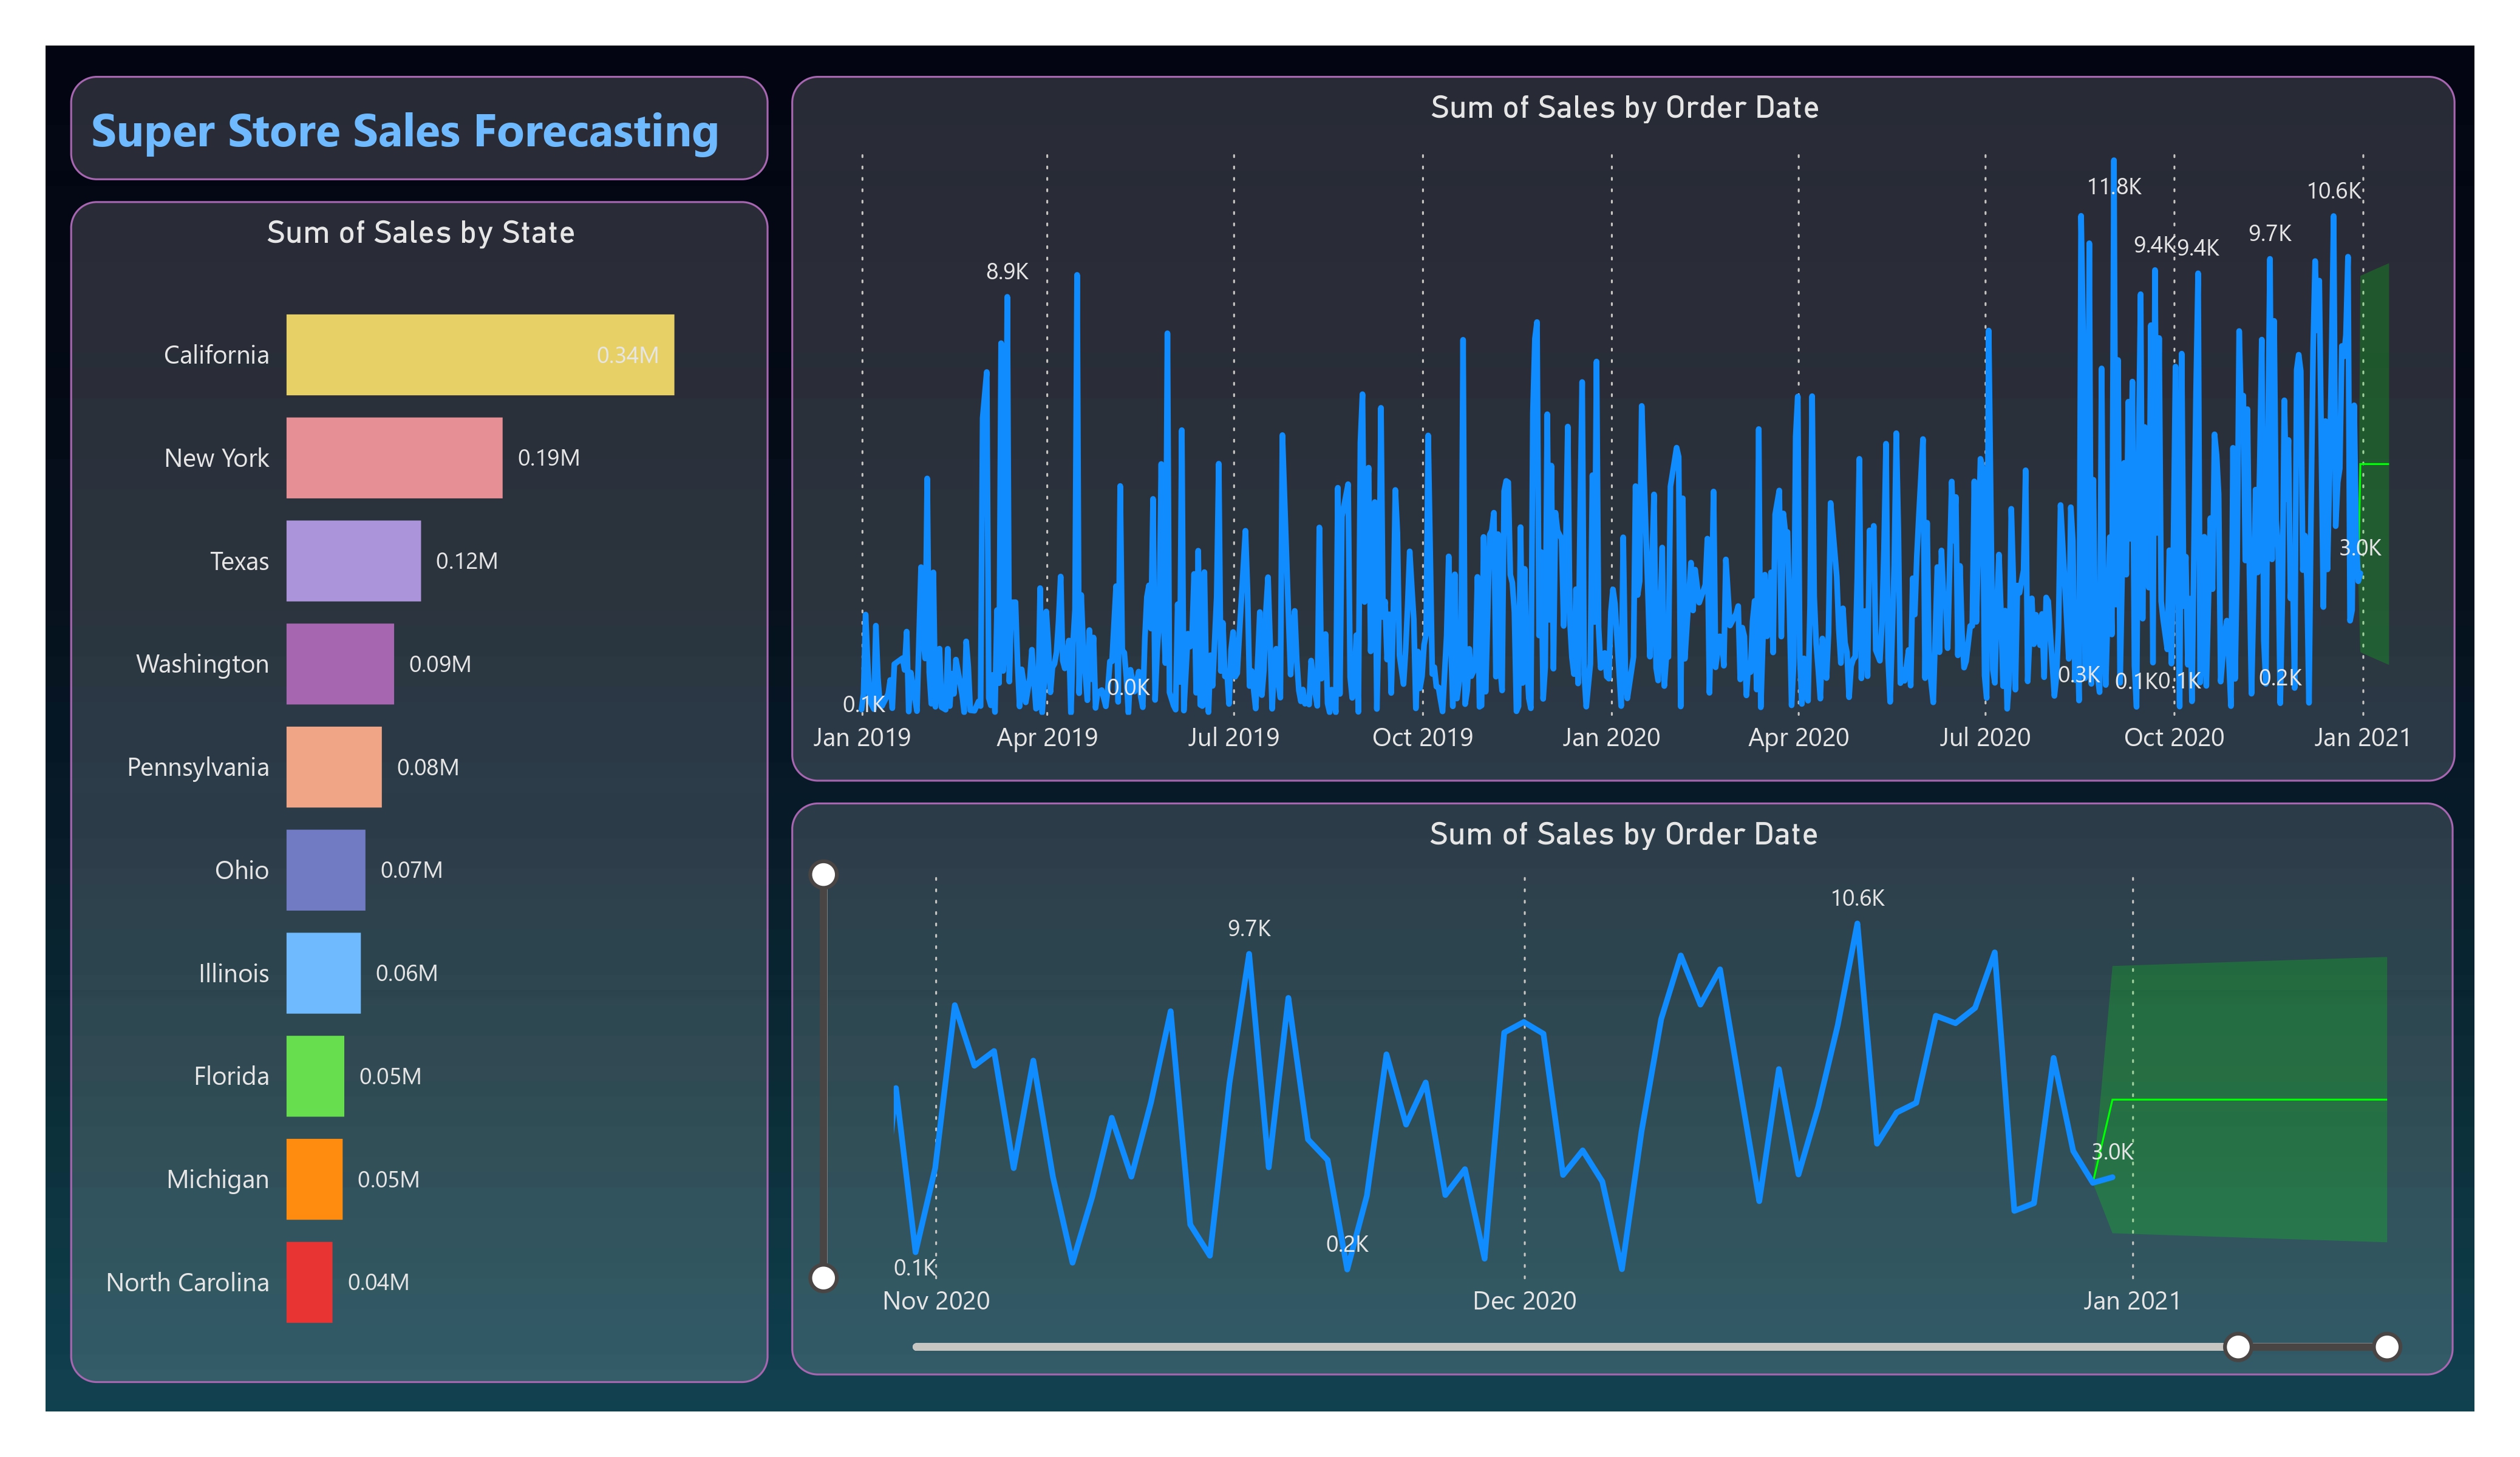 Super Store Sales Forecasting
Sum of Sales by State
California 0.34M
New York 0.19M
Texas 0.12M
Washington 0.09M
Pennsylvania 0.08M
Ohio 0.07M
Illinois 0.06M
Florida 0.05M
Michigan 0.05M
North Carolina 0.04M
Sum of Sales by Order Date
11.8K 10.6K
9.4K 9.4K 9.7K
8.9K
3.0K
0.3K 0.1K 0.1K 0.2K
0.1K 0.0K
Jan 2019 Apr 2019 Jul 2019 Oct 2019 Jan 2020 Apr 2020 Jul 2020 Oct 2020 Jan 2021
Sum of Sales by Order Date
9.7K 10.6K
3.0K
0.1K 0.2K
Nov 2020 Dec 2020 Jan 2021